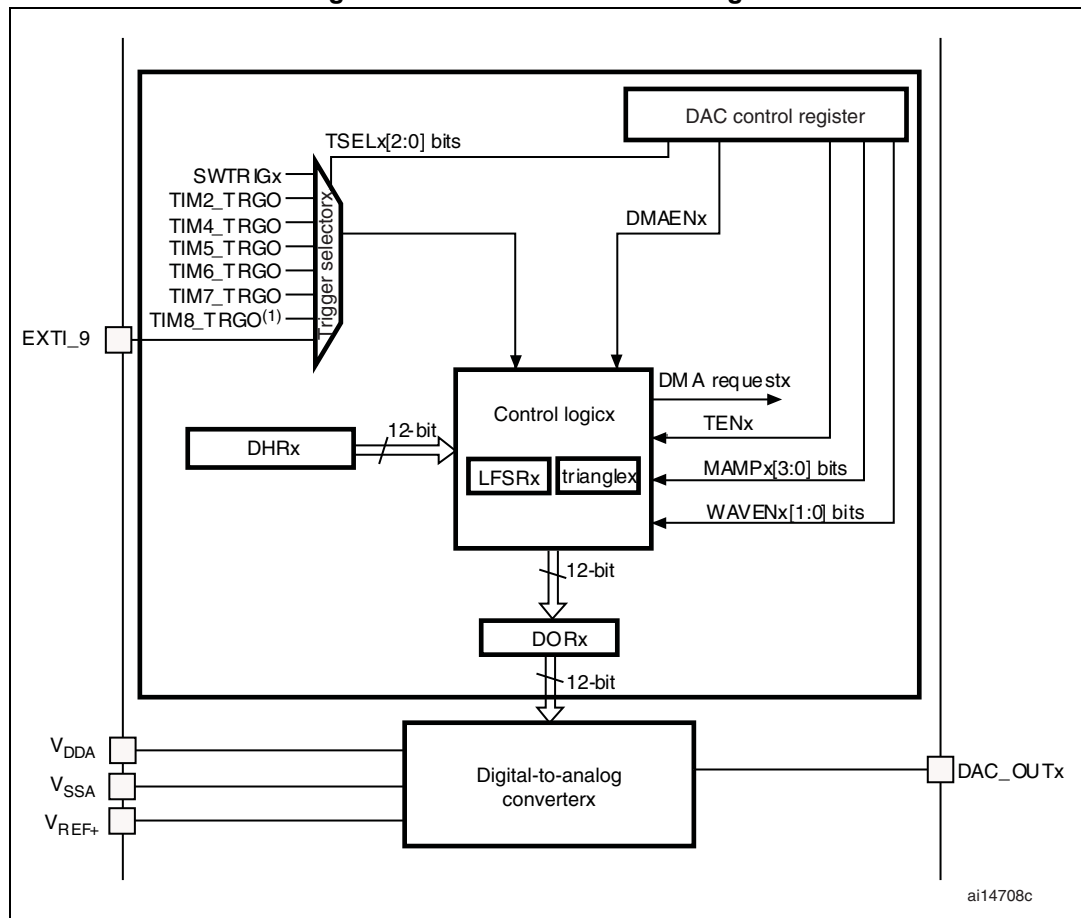 DAC control register
TSELx[2:0] bits
SWTRIGx
TIM2_TRGO
TIM4_TRGO
TIM5_TRGO
TIM6_TRGO
TIM7_TRGO
TIM8_TRGO(1)
Trigger selectorx
DMAENx
EXTI_9
DMA requestx
Control logicx
TENx
12-bit
DHRx
LFSRx
trianglex
MAMPx[3:0] bits
WAVENx[1:0] bits
12-bit
DORx
12-bit
VDDA
VSSA
VREF+
Digital-to-analog
converterx
DAC_OUTx
ai14708c